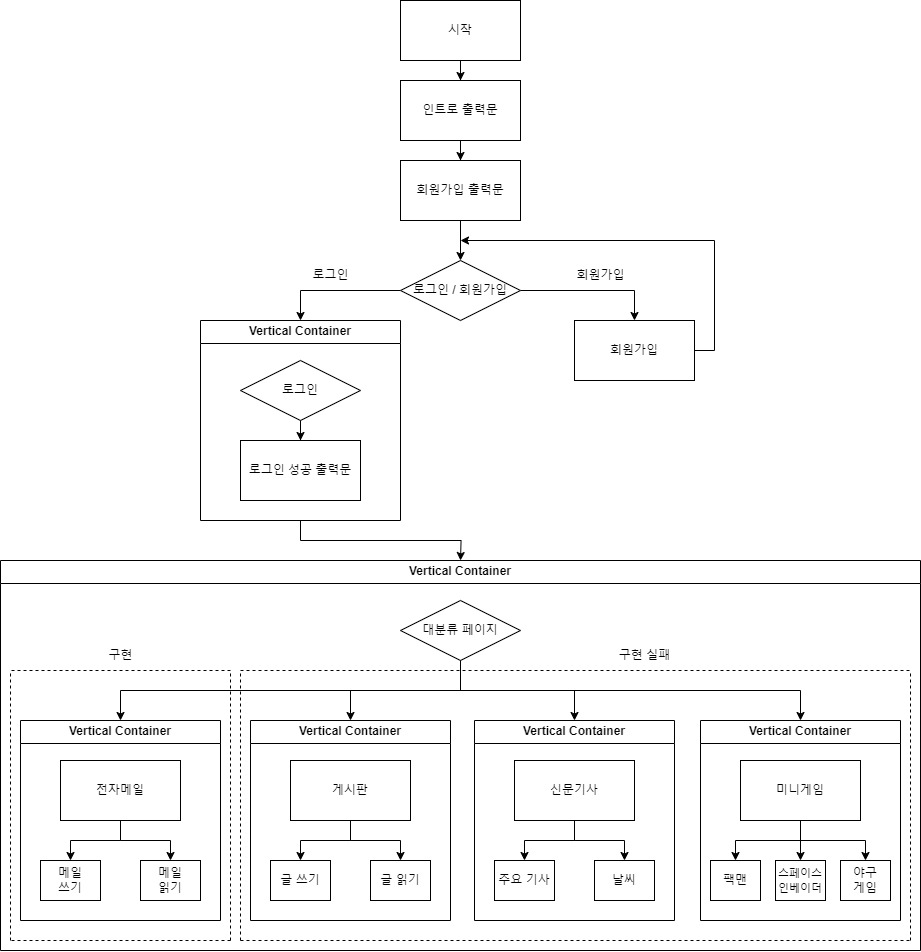 시작
인트로 출력문
회원가입 출력문
로그인
회원가입
로그인 / 회원가입
Vertical Container
회원가입
로그인
로그인 성공 출력문
Vertical Container
대분류 페이지
구현
구현 실패
Vertical Container
Vertical Container
Vertical Container
Vertical Container
전자메일
게시판
신문기사
미니게임
메일
쓰기
메일
읽기
글 쓰기
글 읽기
주요 기사
날씨
팩맨
스페이스
인베이더
야구
게임